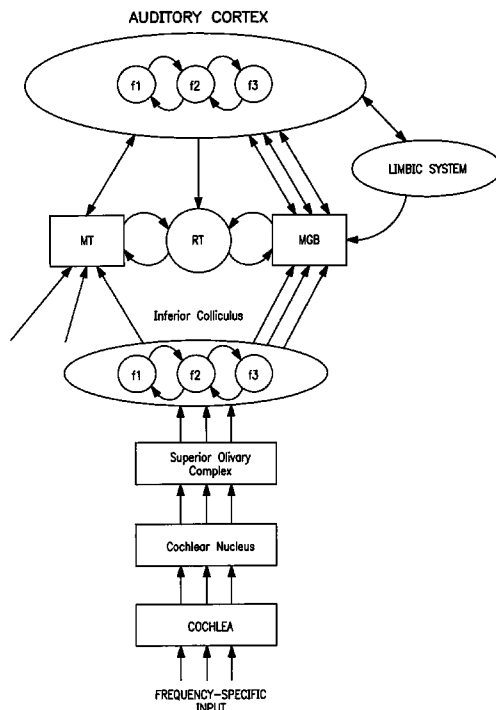 AUDITORY CORTEX
f1 f2 f3
LIMBIC SYSTEM
MT RT MGB
Inferior Colliculus
f1 f2 f3
Superior Olivary
Complex
Cochlear Nucleus
COCHLEA
FREQUENCY-SPECIFIC
INPUT